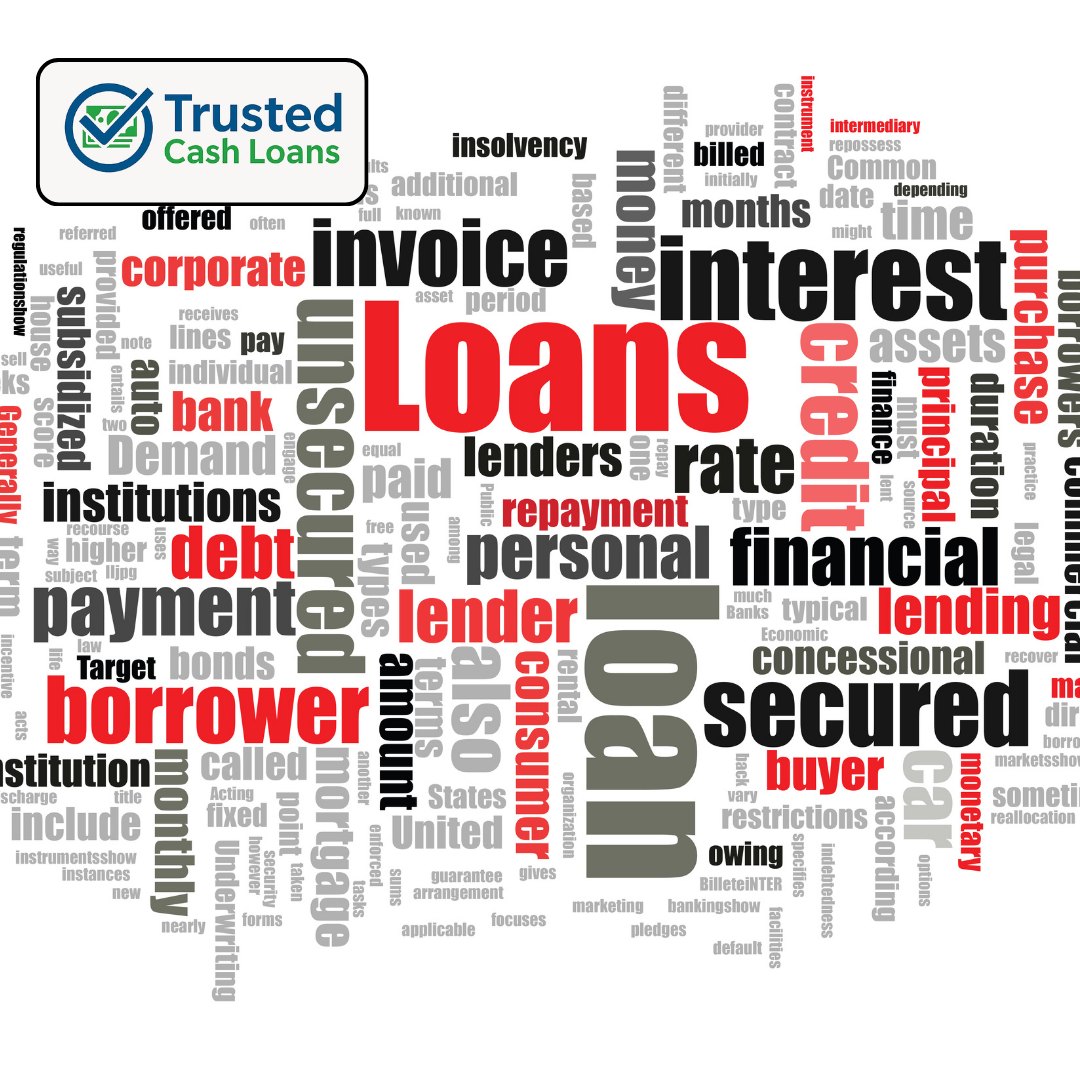 Trusted
Cash Loans
insolvency
different
provider
billed
initially
contract
instrument
intermediary
repossess
Common
date
depending
additional
full
known
based
money
months
might
time
offered
often
referred
regulationshow
useful
provided
corporate
invoice
asset
period
interest
purchase
borrowers
house
subsidized
receives
note
lines
pay
unsecured
Loans
credit
assets
sell
score
entails
two
auto
individual
bank
Demand
engage
equal
paid
lenders
one
repay
rate
type
finance
must
principal
duration
lent
source
practice
commercial
Generally
institutions
recourse
way
higher
uses
subject
lljpg
debt
free
used
types
among
Public
repayment
personal
financial
legal
term
payment
lender
loan
much
Banks
typical
lending
Economic
concessional
recover
incentive
life
law
Target
bonds
borrower
acts
amount
terms
also
consumer
rental
secured
called
monthly
mortgage
another
title
Acting
fixed
point
include
States
United
organization
back
vary
buyer
restrictions
car
monetary
according
reallocation
instrumentsshow
instances
new
nearly
Underwriting
however
security
taken
forms
tasks
enforced
sums
guarantee
arrangement
gives
applicable
focuses
owing
BilleteiNTER
specifies
indebtedness
options
marketing
bankingshow
pledges
default
facilities